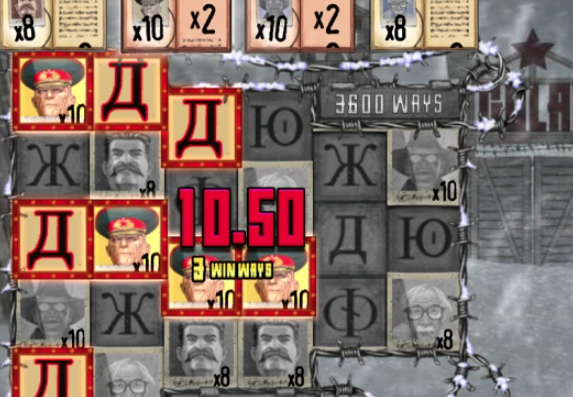 x8 x10 x2 x10 x2 x8
x10 Д Д Ю
3600 WAYS
Ж x8 Ж x10
10.50
3 WIN WAYS
Д x10 x10 x10 Д Ю
x10 Ж Ф x8
Д x8 x8